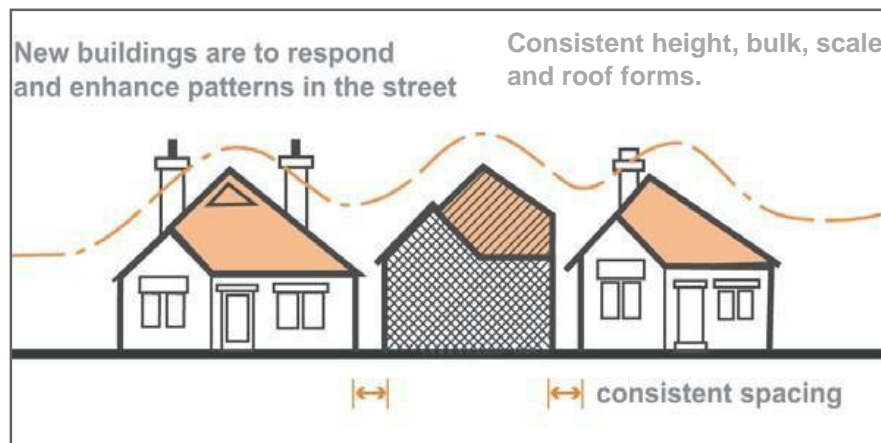 New buildings are to respond
and enhance patterns in the street
Consistent height, bulk, scale
and roof forms.
consistent spacing